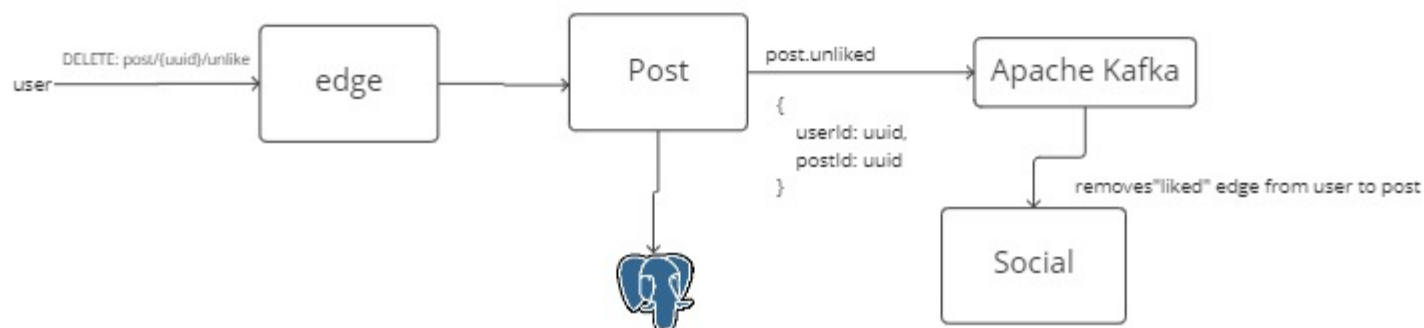 DELETE: post/{uuid}/unlike
user
edge
Post
post.unliked
{
userId: uuid,
postId: uuid
}
Apache Kafka
removes"liked" edge from user to post
Social